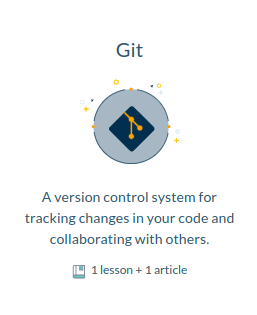 Git
A version control system for
tracking changes in your code and
collaborating with others.
1 lesson + 1 article